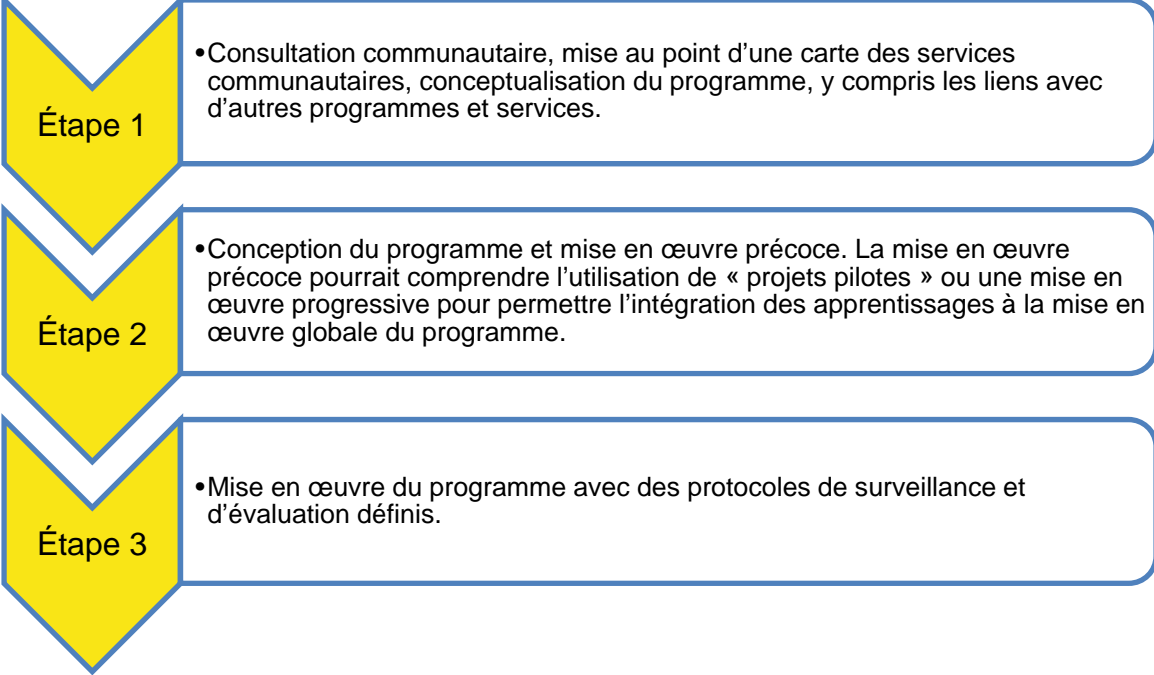 Étape 1
•Consultation communautaire, mise au point d’une carte des services
communautaires, conceptualisation du programme, y compris les liens avec
d’autres programmes et services.
Étape 2
•Conception du programme et mise en œuvre précoce. La mise en œuvre
précoce pourrait comprendre l’utilisation de « projets pilotes » ou une mise en
œuvre progressive pour permettre l’intégration des apprentissages à la mise en
œuvre globale du programme.
Étape 3
•Mise en œuvre du programme avec des protocoles de surveillance et
d’évaluation définis.